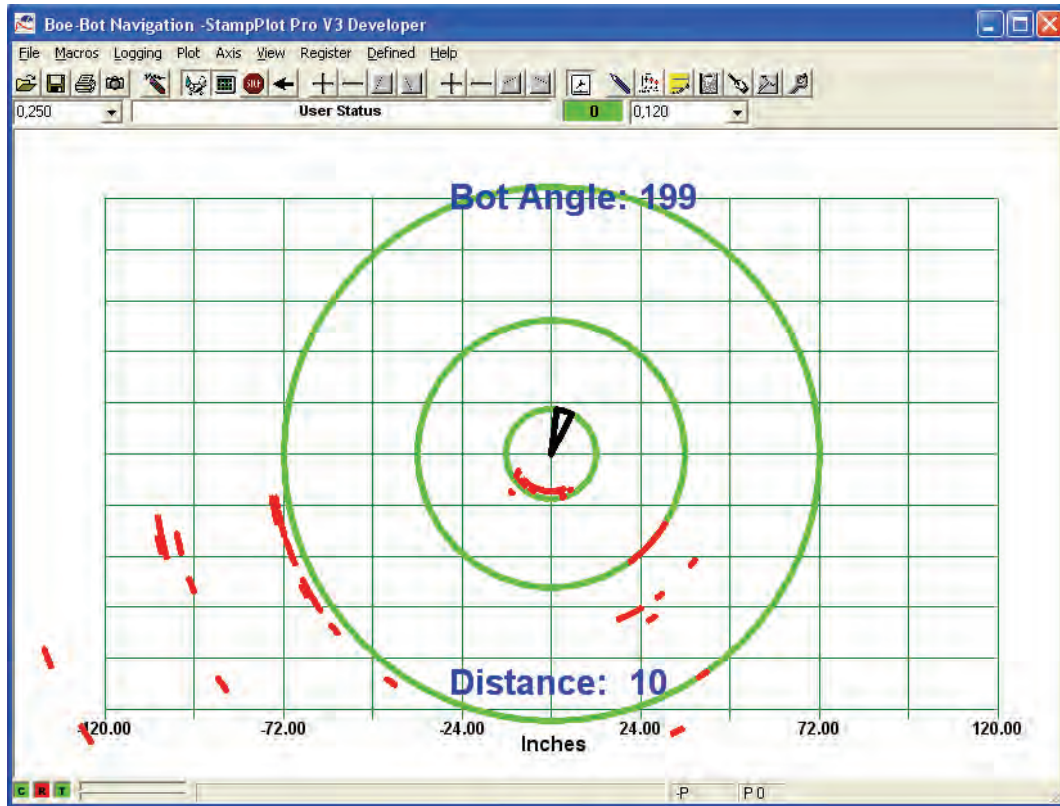 Boe-Bot Navigation -StampPlot Pro V3 Developer
File Macros Logging Plot Axis View Register Defined Help
STOP
0,250 User Status 0 0,120
Bot Angle: 199
Distance: 10
-120.00 -72.00 -24.00 24.00 72.00 120.00
Inches
C R T -P P 0